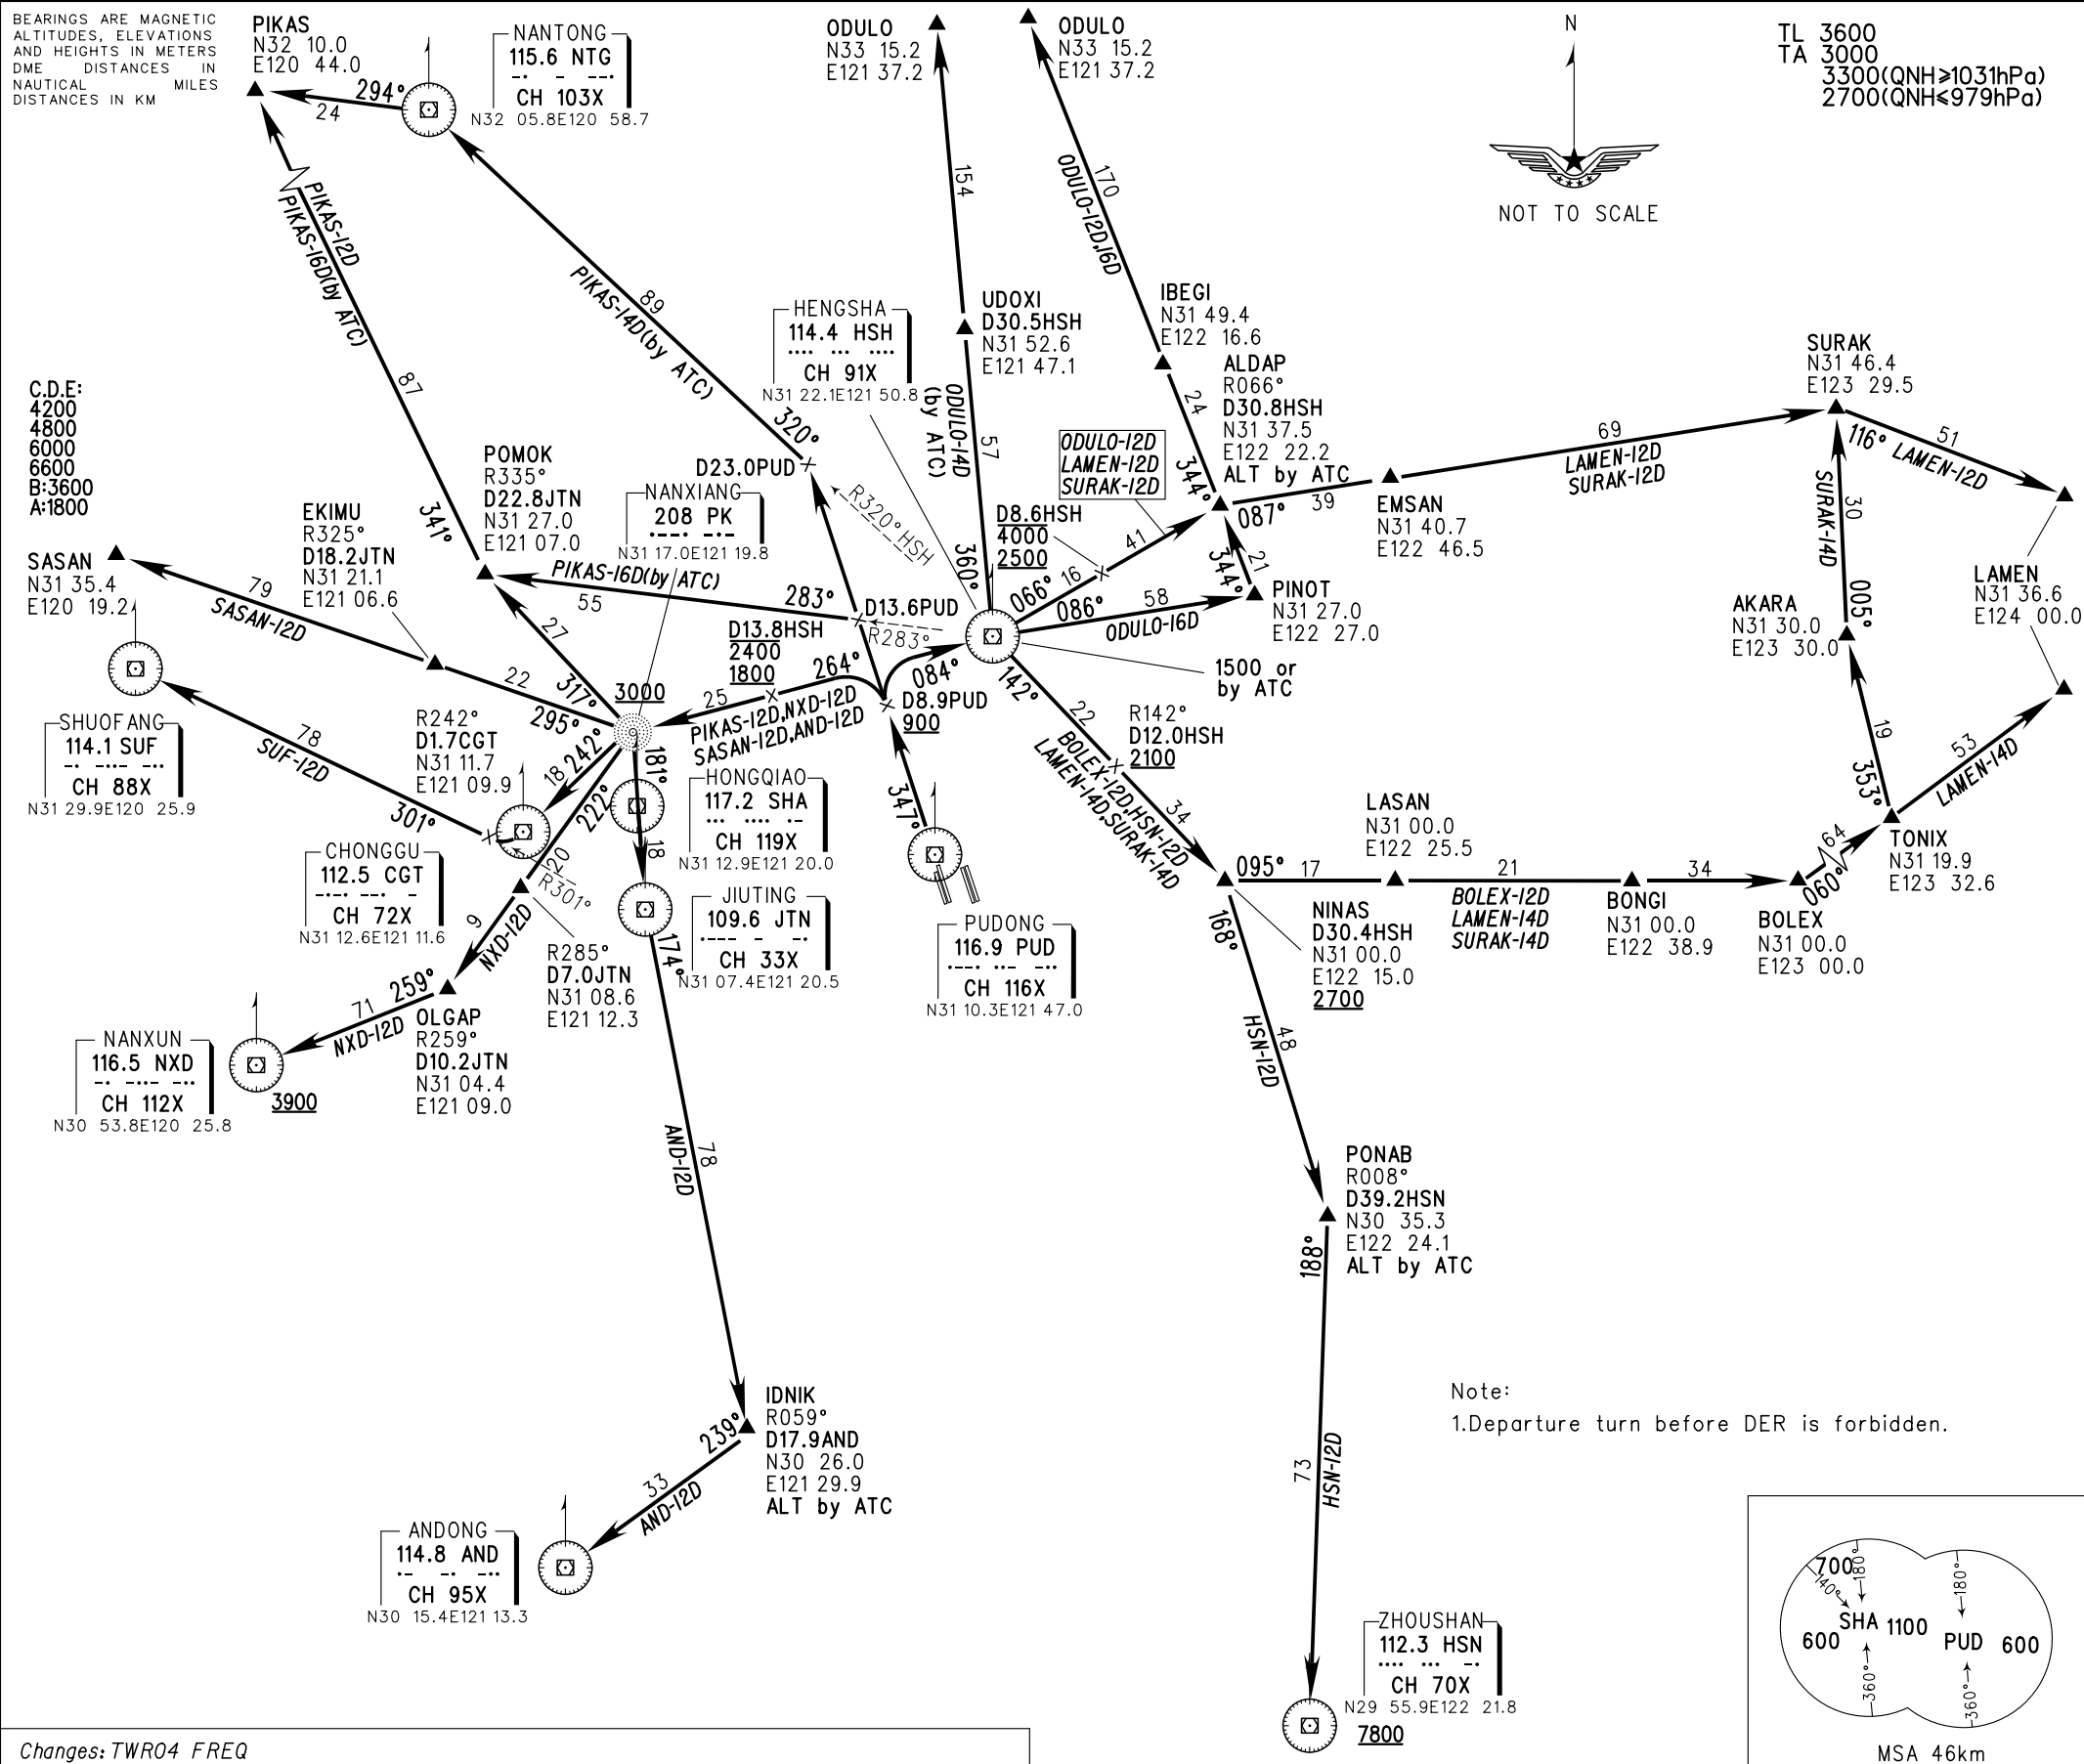 BEARINGS ARE MAGNETIC
ALTITUDES, ELEVATIONS
AND HEIGHTS IN METERS
DME DISTANCES IN
NAUTICAL MILES
DISTANCES IN KM
PIKAS
N32 10.0
E120 44.0
294°
24
NANTONG
115.6 NTG
CH 103X
N32 05.8E120 58.7
ODULO
N33 15.2
E121 37.2
ODULO
N33 15.2
E121 37.2
N
NOT TO SCALE
TL 3600
TA 3000
3300(QNH≥1031hPa)
2700(QNH≤979hPa)
PIKAS-12D
PIKAS-16D(by ATC)
87
341°
89
PIKAS-14D(by ATC)
320°
154
170
ODULO-12D,16D
HENGSHA
114.4 HSH
CH 91X
N31 22.1E121 50.8
UDOXI
D30.5HSH
N31 52.6
E121 47.1
ODULO-14D
(by ATC)
57
360°
IBEGI
N31 49.4
E122 16.6
24
344°
ALDAP
R066°
D30.8HSH
N31 37.5
E122 22.2
ALT by ATC
ODULO-12D
LAMEN-12D
SURAK-12D
087°
39
EMSAN
N31 40.7
E122 46.5
69
LAMEN-12D
SURAK-12D
SURAK
N31 46.4
E123 29.5
116°
51
LAMEN-12D
30
SURAK-14D
005°
LAMEN
N31 36.6
E124 00.0
AKARA
N31 30.0
E123 30.0
19
353°
53
LAMEN-14D
TONIX
N31 19.9
E123 32.6
64
060°
C.D.E:
4200
4800
6000
6600
B:3600
A:1800
SASAN
N31 35.4
E120 19.2
79
SASAN-12D
EKIMU
R325°
D18.2JTN
N31 21.1
E121 06.6
22
295°
POMOK
R335°
D22.8JTN
N31 27.0
E121 07.0
27
317°
NANXIANG
208 PK
N31 17.0E121 19.8
PIKAS-16D(by ATC)
55
283°
D23.0PUD
R320°HSH
D13.6PUD
R283°
D8.6HSH
4000
2500
066°
16
41
086°
58
ODULO-16D
344°
21
PINOT
N31 27.0
E122 27.0
1500 or
by ATC
D13.8HSH
2400
1800
264°
084°
25
PIKAS-12D,NXD-12D
SASAN-12D,AND-12D
3000
D8.9PUD
900
347°
142°
22
R142°
D12.0HSH
2100
34
BOLEX-12D,HSN-12D
LAMEN-14D,SURAK-14D
SHUOFANG
114.1 SUF
CH 88X
N31 29.9E120 25.9
78
SUF-12D
301°
R242°
D1.7CGT
N31 11.7
E121 09.9
18
242°
222°
181°
18
CHONGGU
112.5 CGT
CH 72X
N31 12.6E121 11.6
20
R301°
HONGQIAO
117.2 SHA
CH 119X
N31 12.9E121 20.0
JIUTING
109.6 JTN
CH 33X
N31 07.4E121 20.5
174°
PUDONG
116.9 PUD
CH 116X
N31 10.3E121 47.0
9
NXD-12D
R285°
D7.0JTN
N31 08.6
E121 12.3
259°
71
NXD-12D
OLGAP
R259°
D10.2JTN
N31 04.4
E121 09.0
NANXUN
116.5 NXD
CH 112X
N30 53.8E120 25.8
3900
095°
17
LASAN
N31 00.0
E122 25.5
21
BOLEX-12D
LAMEN-14D
SURAK-14D
34
BONGI
N31 00.0
E122 38.9
BOLEX
N31 00.0
E123 00.0
168°
NINAS
D30.4HSH
N31 00.0
E122 15.0
2700
48
HSN-12D
PONAB
R008°
D39.2HSN
N30 35.3
E122 24.1
ALT by ATC
188°
73
HSN-12D
78
AND-12D
IDNIK
R059°
D17.9AND
N30 26.0
E121 29.9
ALT by ATC
239°
33
AND-12D
ANDONG
114.8 AND
CH 95X
N30 15.4E121 13.3
ZHOUSHAN
112.3 HSN
CH 70X
N29 55.9E122 21.8
7800
Note:
1.Departure turn before DER is forbidden.
700
140°
180°
180°
SHA
1100
600
PUD
600
360°
360°
MSA 46km
Changes: TWR04 FREQ